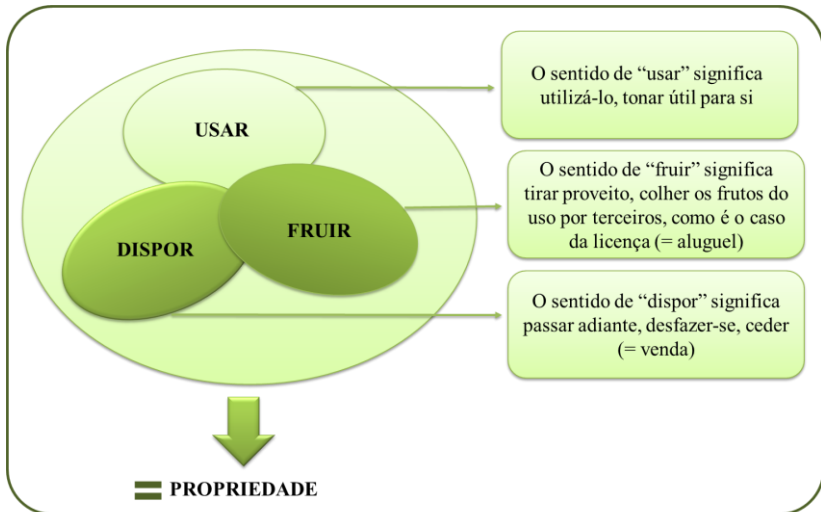 USAR
O sentido de “usar” significa
utilizá-lo, tonar útil para si
FRUIR
O sentido de “fruir” significa
tirar proveito, colher os frutos do
uso por terceiros, como é o caso
da licença (= aluguel)
DISPOR
O sentido de “dispor” significa
passar adiante, desfazer-se, ceder
(= venda)
= PROPRIEDADE